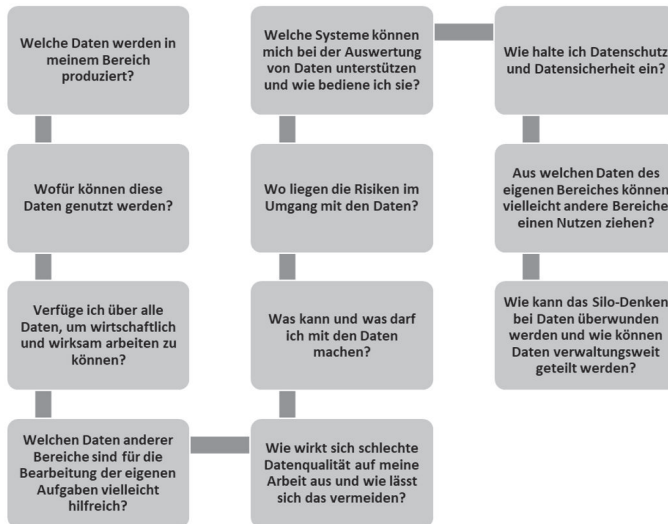 Welche Daten werden in
meinem Bereich
produziert?
Wofür können diese
Daten genutzt werden?
Verfüge ich über alle
Daten, um wirtschaftlich
und wirksam arbeiten zu
können?
Welchen Daten anderer
Bereiche sind für die
Bearbeitung der eigenen
Aufgaben vielleicht
hilfreich?
Wie wirkt sich schlechte
Datenqualität auf meine
Arbeit aus und wie lässt
sich das vermeiden?
Was kann und was darf
ich mit den Daten
machen?
Wo liegen die Risiken im
Umgang mit den Daten?
Welche Systeme können
mich bei der Auswertung
von Daten unterstützen
und wie bediene ich sie?
Wie halte ich Datenschutz
und Datensicherheit ein?
Aus welchen Daten des
eigenen Bereiches können
vielleicht andere Bereiche
einen Nutzen ziehen?
Wie kann das Silo-Denken
bei Daten überwunden
werden und wie können
Daten verwaltungsweit
geteilt werden?